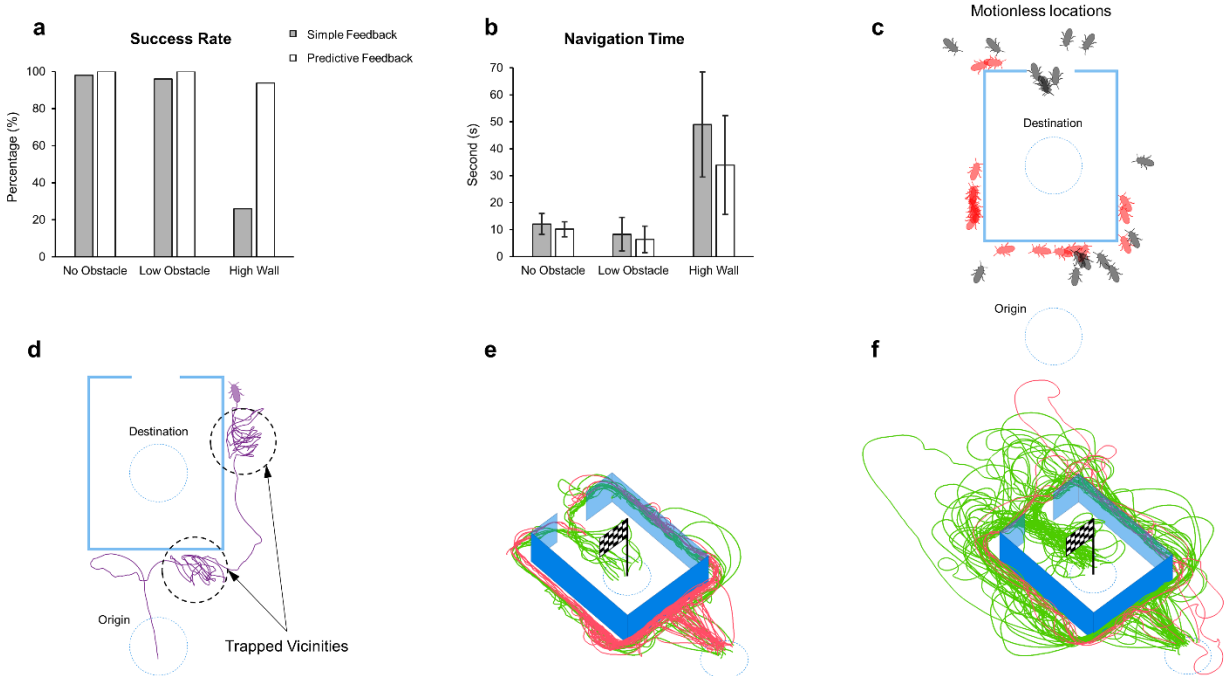 a
Success Rate
Simple Feedback
Predictive Feedback
Percentage (%)
100
80
60
40
20
0
No Obstacle
Low Obstacle
High Wall
b
Navigation Time
Second (s)
70
60
50
40
30
20
10
0
No Obstacle
Low Obstacle
High Wall
c
Motionless locations
Destination
Origin
d
Destination
Origin
Trapped Vicinities
e
f